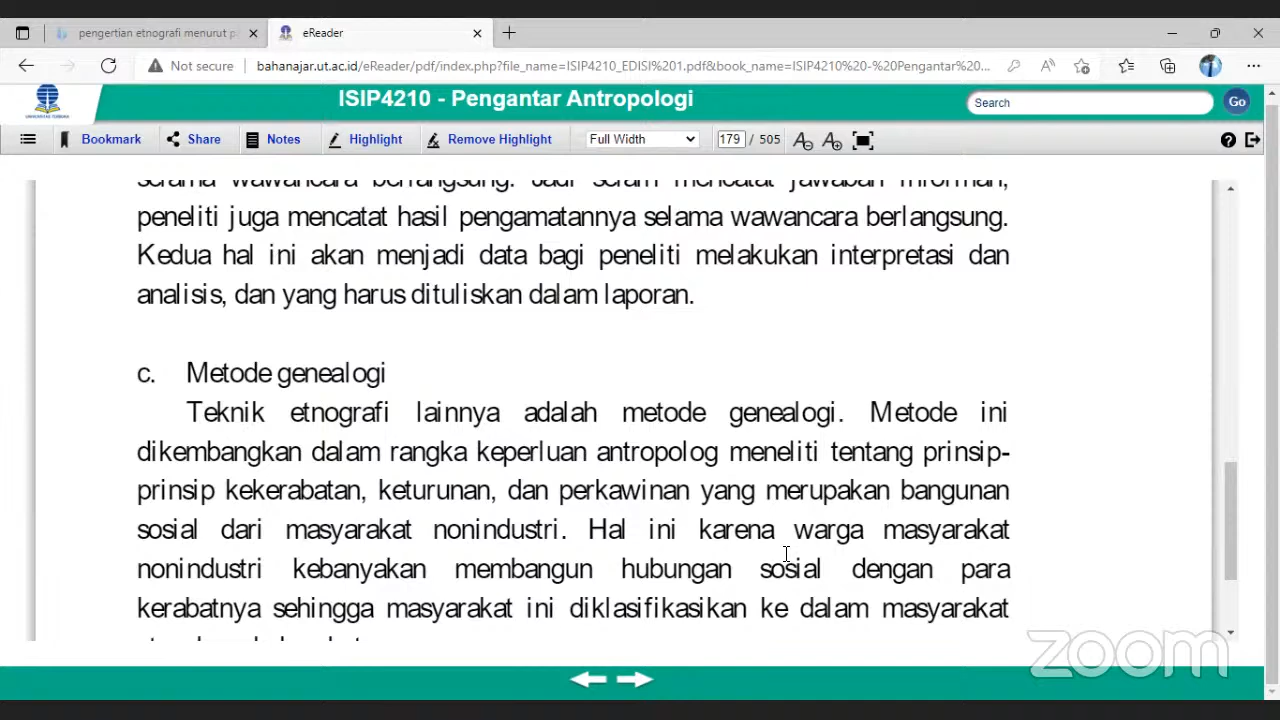 pengertian etnografi menurut p
eReader
Not secure
bahanajar.ut.ac.id/eReader/pdf/index.php?file_name=ISIP4210_EDISI%201.pdf&book_name=ISIP4210%20-%20Pengantar%20...
UNIVERSITAS TERBUKA
ISIP4210 - Pengantar Antropologi
Search
Go
Bookmark
Share
Notes
Highlight
Remove Highlight
Full Width
179 / 505
selama wawancara berlangsung. Jadi
peneliti juga mencatat hasil pengamatannya selama wawancara berlangsung.
Kedua hal ini akan menjadi data bagi peneliti melakukan interpretasi dan
analisis, dan yang harus dituliskan dalam laporan.
c. Metode genealogi
Teknik etnografi lainnya adalah metode genealogi. Metode ini
dikembangkan dalam rangka keperluan antropolog meneliti tentang prinsip-
prinsip kekerabatan, keturunan, dan perkawinan yang merupakan bangunan
sosial dari masyarakat nonindustri. Hal ini karena warga masyarakat
nonindustri kebanyakan membangun hubungan sosial dengan para
kerabatnya sehingga masyarakat ini diklasifikasikan ke dalam masyarakat
zoom